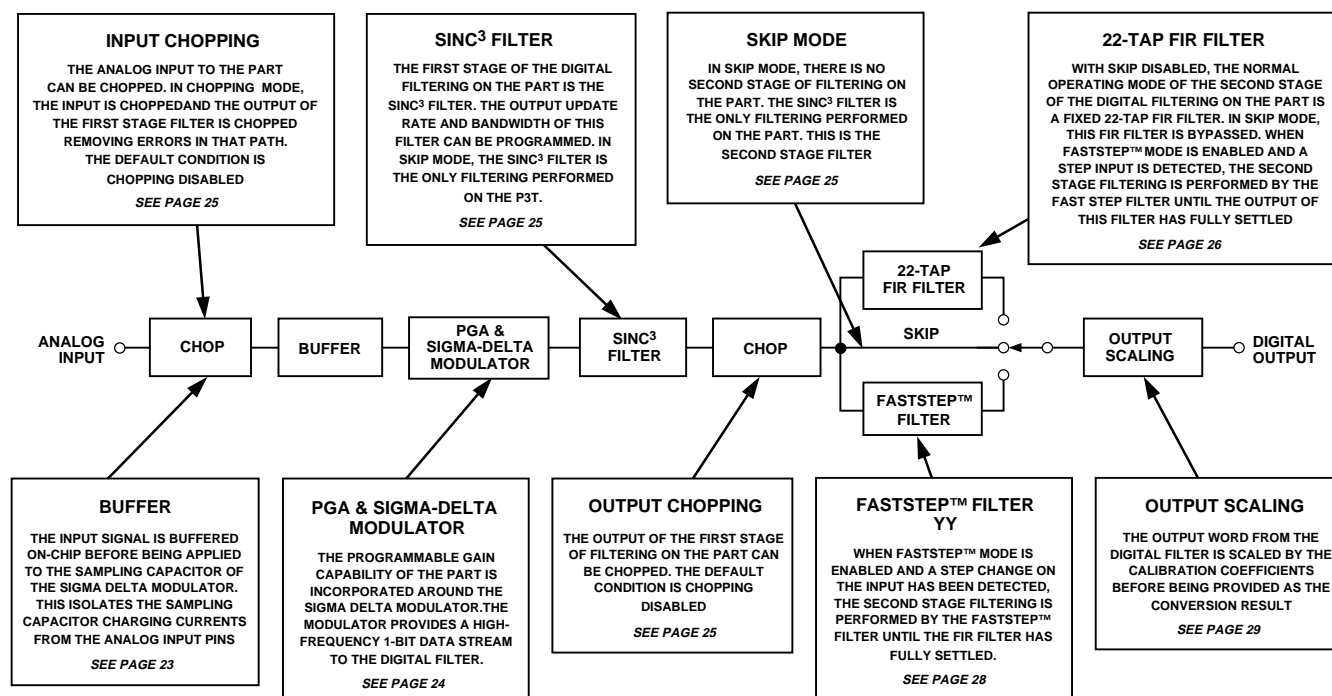 INPUT CHOPPING
THE ANALOG INPUT TO THE PART
CAN BE CHOPPED. IN CHOPPING MODE,
THE INPUT IS CHOPPEDAND THE OUTPUT OF
THE FIRST STAGE FILTER IS CHOPPED
REMOVING ERRORS IN THAT PATH.
THE DEFAULT CONDITION IS
CHOPPING DISABLED
SEE PAGE 25
SINC3 FILTER
THE FIRST STAGE OF THE DIGITAL
FILTERING ON THE PART IS THE
SINC3 FILTER. THE OUTPUT UPDATE
RATE AND BANDWIDTH OF THIS
FILTER CAN BE PROGRAMMED. IN
SKIP MODE, THE SINC3 FILTER IS
THE ONLY FILTERING PERFORMED
ON THE P3T.
SEE PAGE 25
SKIP MODE
IN SKIP MODE, THERE IS NO
SECOND STAGE OF FILTERING ON
THE PART. THE SINC3 FILTER IS
THE ONLY FILTERING PERFORMED
ON THE PART. THIS IS THE
SECOND STAGE FILTER
SEE PAGE 25
22-TAP FIR FILTER
WITH SKIP DISABLED, THE NORMAL
OPERATING MODE OF THE SECOND STAGE
OF THE DIGITAL FILTERING ON THE PART IS
A FIXED 22-TAP FIR FILTER. IN SKIP MODE,
THIS FIR FILTER IS BYPASSED. WHEN
FASTSTEP™ MODE IS ENABLED AND A
STEP INPUT IS DETECTED, THE SECOND
STAGE FILTERING IS PERFORMED BY THE
FAST STEP FILTER UNTIL THE OUTPUT OF
THIS FILTER HAS FULLY SETTLED
SEE PAGE 26
ANALOG
INPUT
CHOP
BUFFER
PGA &
SIGMA-DELTA
MODULATOR
SINC3
FILTER
CHOP
22-TAP
FIR FILTER
SKIP
FASTSTEP™
FILTER
OUTPUT
SCALING
DIGITAL
OUTPUT
BUFFER
THE INPUT SIGNAL IS BUFFERED
ON-CHIP BEFORE BEING APPLIED
TO THE SAMPLING CAPACITOR OF
THE SIGMA DELTA MODULATOR.
THIS ISOLATES THE SAMPLING
CAPACITOR CHARGING CURRENTS
FROM THE ANALOG INPUT PINS
SEE PAGE 23
PGA & SIGMA-DELTA
MODULATOR
THE PROGRAMMABLE GAIN
CAPABILITY OF THE PART IS
INCORPORATED AROUND THE
SIGMA DELTA MODULATOR.THE
MODULATOR PROVIDES A HIGH-
FREQUENCY 1-BIT DATA STREAM
TO THE DIGITAL FILTER.
SEE PAGE 24
OUTPUT CHOPPING
THE OUTPUT OF THE FIRST STAGE
OF FILTERING ON THE PART CAN
BE CHOPPED. THE DEFAULT
CONDITION IS CHOPPING
DISABLED
SEE PAGE 25
FASTSTEP™ FILTER
YY
WHEN FASTSTEP™ MODE IS
ENABLED AND A STEP CHANGE ON
THE INPUT HAS BEEN DETECTED,
THE SECOND STAGE FILTERING IS
PERFORMED BY THE FASTSTEP™
FILTER UNTIL THE FIR FILTER HAS
FULLY SETTLED.
SEE PAGE 28
OUTPUT SCALING
THE OUTPUT WORD FROM THE
DIGITAL FILTER IS SCALED BY THE
CALIBRATION COEFFICIENTS
BEFORE BEING PROVIDED AS THE
CONVERSION RESULT
SEE PAGE 29